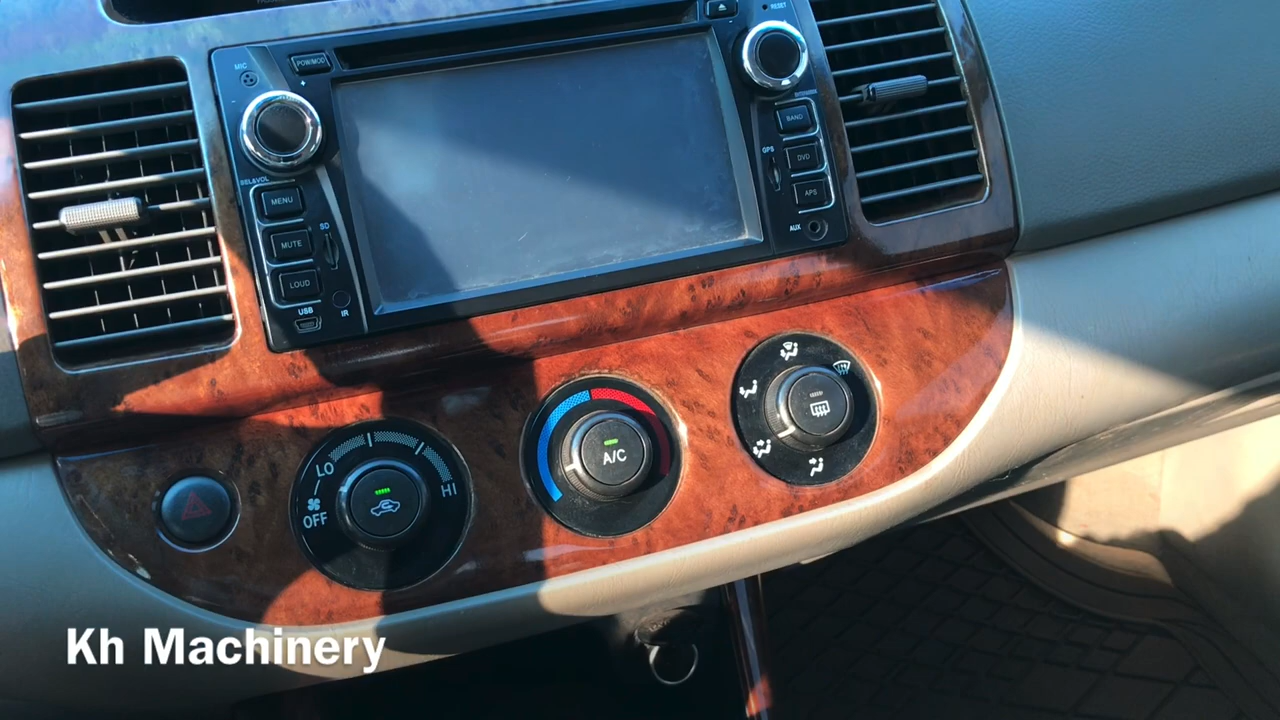 MIC
POW/MOD
RESET
SEL&VOL
MENU
MUTE
LOUD
SD
USB
IR
BAND
GPS
DVD
APS
AUX
LO
OFF
HI
A/C
Kh Machinery